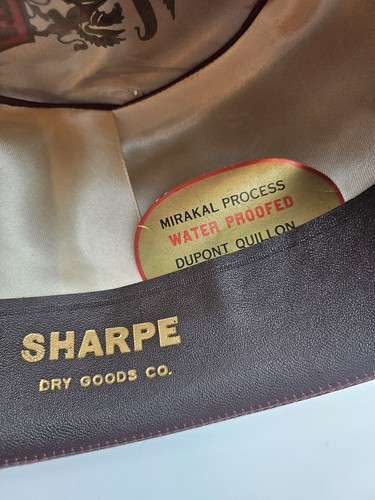 MIRAKAL PROCESS
WATER PROOFED
DUPONT QUILLON
SHARPE
DRY GOODS CO.